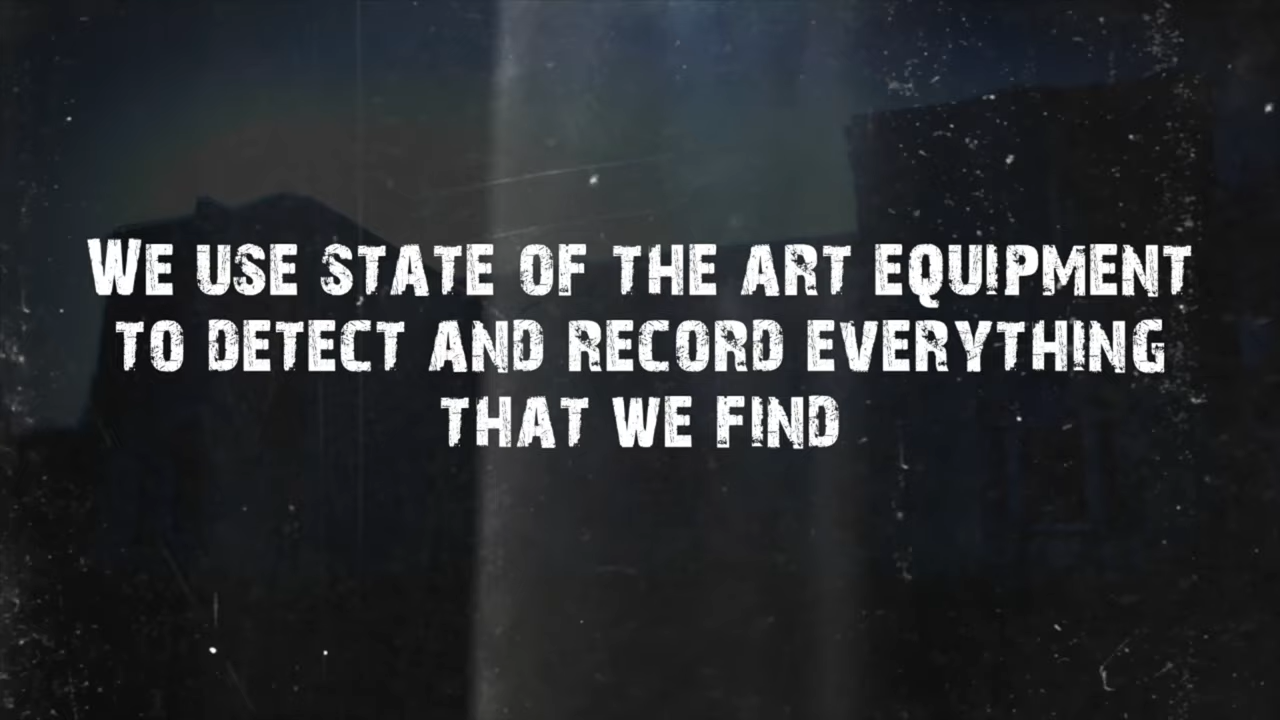 WE USE STATE OF THE ART EQUIPMENT
TO DETECT AND RECORD EVERYTHING
THAT WE FIND